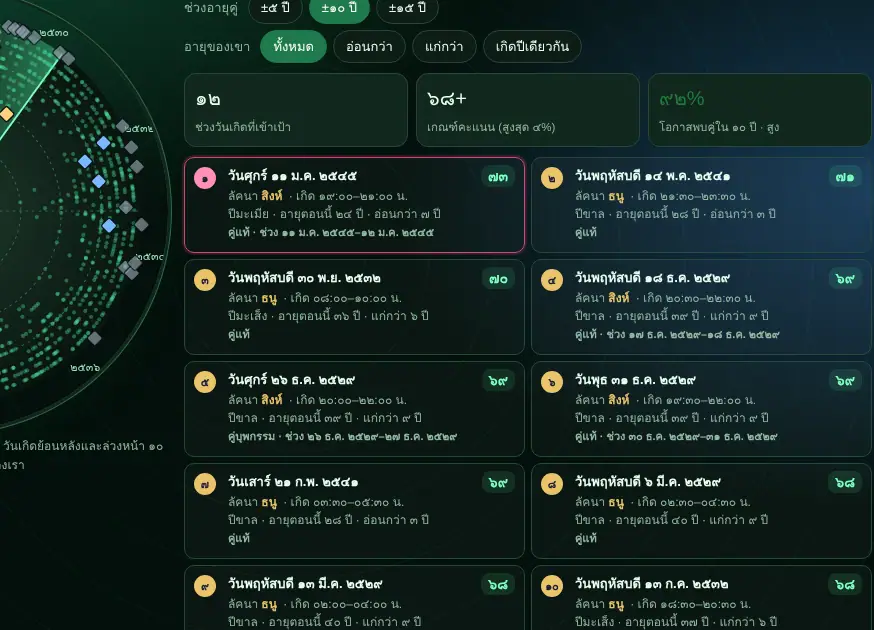 ช่วงอายุคู่
±๕ ปี
±๑๐ ปี
±๑๕ ปี
อายุของเขา
ทั้งหมด
อ่อนกว่า
แก่กว่า
เกิดปีเดียวกัน
๑๒
ช่วงวันเกิดที่เข้าเป้า
๖๘+
เกณฑ์คะแนน (สูงสุด ๔%)
๙๒%
โอกาสพบคู่ใน ๑๐ ปี · สูง
๒๕๓๐
๒๕๓๒
๒๕๓๖
วันเกิดย้อนหลังและล่วงหน้า ๑๐
งเรา
๑
วันศุกร์ ๑๑ ม.ค. ๒๕๔๕
๗๓
ลัคนา สิงห์ · เกิด ๑๙:๐๐–๒๑:๐๐ น.
ปีมะเมีย · อายุตอนนี้ ๒๔ ปี · อ่อนกว่า ๗ ปี
คู่แท้ · ช่วง ๑๑ ม.ค. ๒๕๔๕–๑๒ ม.ค. ๒๕๔๕
๒
วันพฤหัสบดี ๑๔ พ.ค. ๒๕๔๑
๗๑
ลัคนา ธนู · เกิด ๒๑:๓๐–๒๓:๓๐ น.
ปีขาล · อายุตอนนี้ ๒๘ ปี · อ่อนกว่า ๓ ปี
คู่แท้
๓
วันพฤหัสบดี ๓๐ พ.ย. ๒๕๓๒
๗๐
ลัคนา ธนู · เกิด ๐๘:๐๐–๑๐:๐๐ น.
ปีมะเส็ง · อายุตอนนี้ ๓๖ ปี · แก่กว่า ๖ ปี
คู่แท้
๔
วันพฤหัสบดี ๑๘ ธ.ค. ๒๕๒๙
๖๙
ลัคนา สิงห์ · เกิด ๒๐:๓๐–๒๒:๓๐ น.
ปีขาล · อายุตอนนี้ ๓๙ ปี · แก่กว่า ๙ ปี
คู่แท้ · ช่วง ๑๗ ธ.ค. ๒๕๒๙–๑๘ ธ.ค. ๒๕๒๙
๕
วันศุกร์ ๒๖ ธ.ค. ๒๕๒๙
๖๙
ลัคนา สิงห์ · เกิด ๒๐:๐๐–๒๒:๐๐ น.
ปีขาล · อายุตอนนี้ ๓๙ ปี · แก่กว่า ๙ ปี
คู่บุพกรรม · ช่วง ๒๖ ธ.ค. ๒๕๒๙–๒๗ ธ.ค. ๒๕๒๙
๖
วันพุธ ๓๑ ธ.ค. ๒๕๒๙
๖๙
ลัคนา สิงห์ · เกิด ๑๙:๓๐–๒๑:๓๐ น.
ปีขาล · อายุตอนนี้ ๓๙ ปี · แก่กว่า ๙ ปี
คู่แท้ · ช่วง ๓๐ ธ.ค. ๒๕๒๙–๓๑ ธ.ค. ๒๕๒๙
๗
วันเสาร์ ๒๑ ก.พ. ๒๕๔๑
๖๙
ลัคนา ธนู · เกิด ๐๓:๓๐–๐๕:๓๐ น.
ปีขาล · อายุตอนนี้ ๒๘ ปี · อ่อนกว่า ๓ ปี
คู่แท้
๘
วันพฤหัสบดี ๖ มี.ค. ๒๕๒๙
๖๘
ลัคนา ธนู · เกิด ๐๒:๓๐–๐๔:๓๐ น.
ปีขาล · อายุตอนนี้ ๔๐ ปี · แก่กว่า ๙ ปี
คู่แท้
๙
วันพฤหัสบดี ๑๓ มี.ค. ๒๕๒๙
๖๘
ลัคนา ธนู · เกิด ๐๒:๐๐–๐๔:๐๐ น.
ปีขาล · อายุตอนนี้ ๔๐ ปี · แก่กว่า ๙ ปี
๑๐
วันพฤหัสบดี ๑๓ ก.ค. ๒๕๓๒
๖๘
ลัคนา ธนู · เกิด ๑๘:๓๐–๒๐:๓๐ น.
ปีมะเส็ง · อายุตอนนี้ ๓๗ ปี · แก่กว่า ๖ ปี